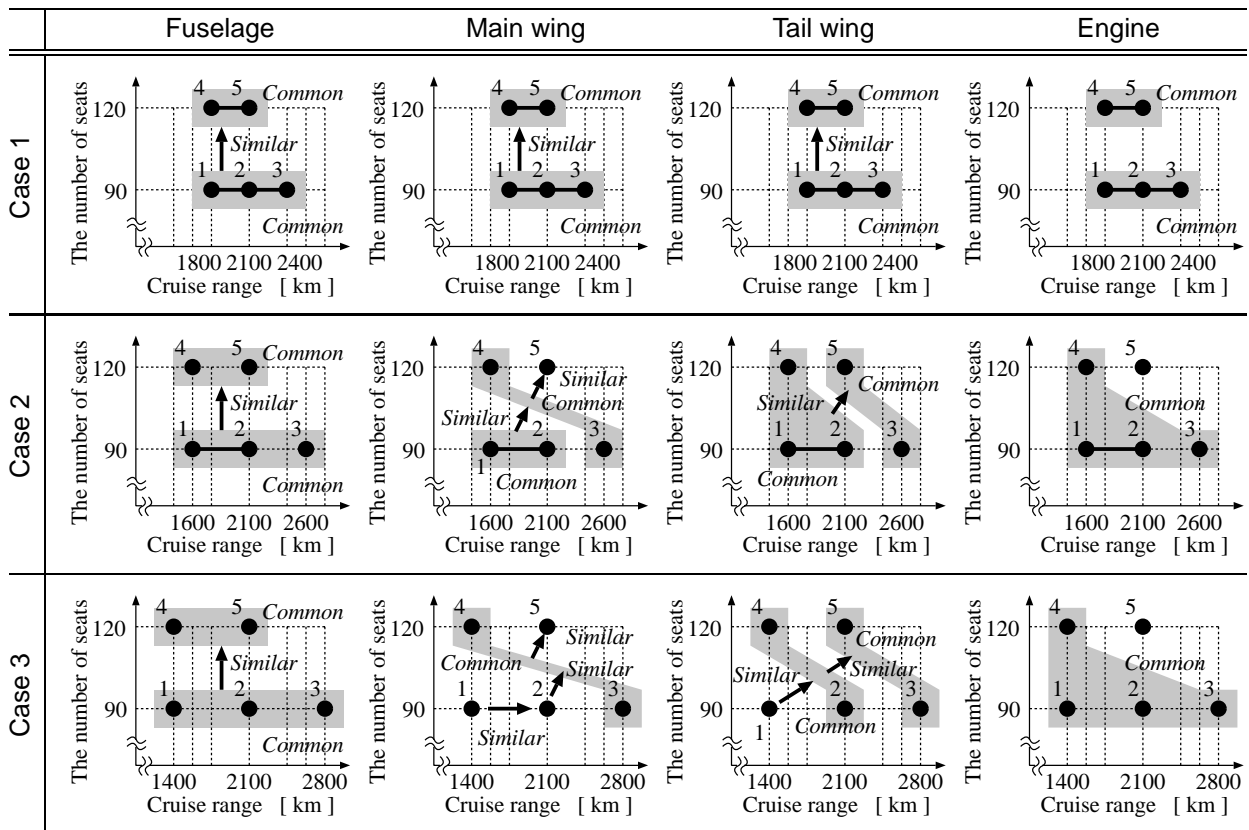 Fuselage Main wing Tail wing Engine
Case 1
The number of seats
120
90
4 5 Common
Similar
1 2 3
Common
1800 2100 2400
Cruise range [ km ]
The number of seats
120
90
4 5 Common
Similar
1 2 3
Common
1800 2100 2400
Cruise range [ km ]
The number of seats
120
90
4 5 Common
Similar
1 2 3
Common
1800 2100 2400
Cruise range [ km ]
The number of seats
120
90
4 5 Common
1 2 3
Common
1800 2100 2400
Cruise range [ km ]
Case 2
The number of seats
120
90
4 5 Common
Similar
1 2 3
Common
1600 2100 2600
Cruise range [ km ]
The number of seats
120
90
4 5
Similar
Common
Similar
2 3
1
Common
1600 2100 2600
Cruise range [ km ]
The number of seats
120
90
4 5
Common
Similar
1 2 3
Common
1600 2100 2600
Cruise range [ km ]
The number of seats
120
90
4 5
Common
1 2 3
1600 2100 2600
Cruise range [ km ]
Case 3
The number of seats
120
90
4 5 Common
Similar
1 2 3
Common
1400 2100 2800
Cruise range [ km ]
The number of seats
120
90
4 5
Similar
Common Similar
1 2 3
Similar
1400 2100 2800
Cruise range [ km ]
The number of seats
120
90
4 5
Common
Similar Similar
2 3
1 Common
1400 2100 2800
Cruise range [ km ]
The number of seats
120
90
4 5
Common
1 2 3
1400 2100 2800
Cruise range [ km ]